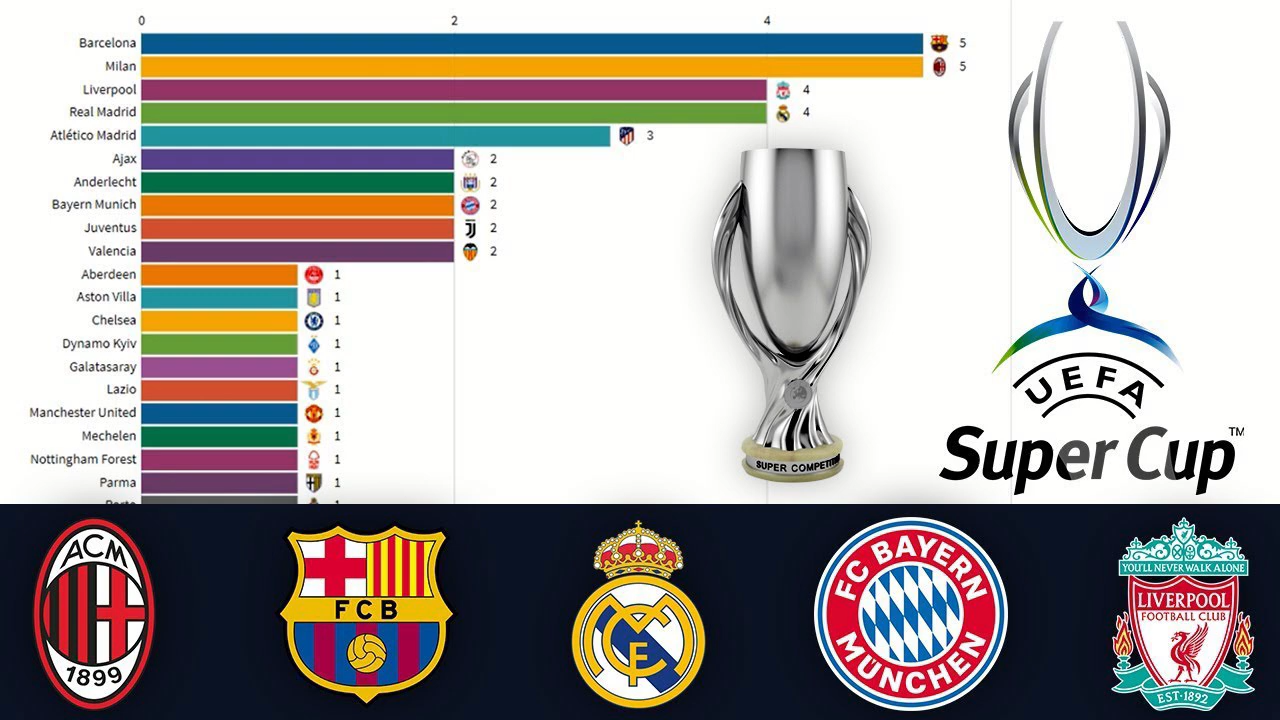 0 2 4
Barcelona 5
Milan 5
Liverpool 4
Real Madrid 4
Atlético Madrid 3
Ajax 2
Anderlecht 2
Bayern Munich 2
Juventus 2
Valencia 2
Aberdeen 1
Aston Villa 1
Chelsea 1
Dynamo Kyiv 1
Galatasaray 1
Lazio 1
Manchester United 1
Mechelen 1
Nottingham Forest 1
Parma 1
SUPER COMPETIT
UEFA
Super Cup™
ACM
1899
FCB
FC BAYERN
MÜNCHEN
YOU'LL NEVER WALK ALONE
LIVERPOOL
FOOTBALL CLUB
EST·1892